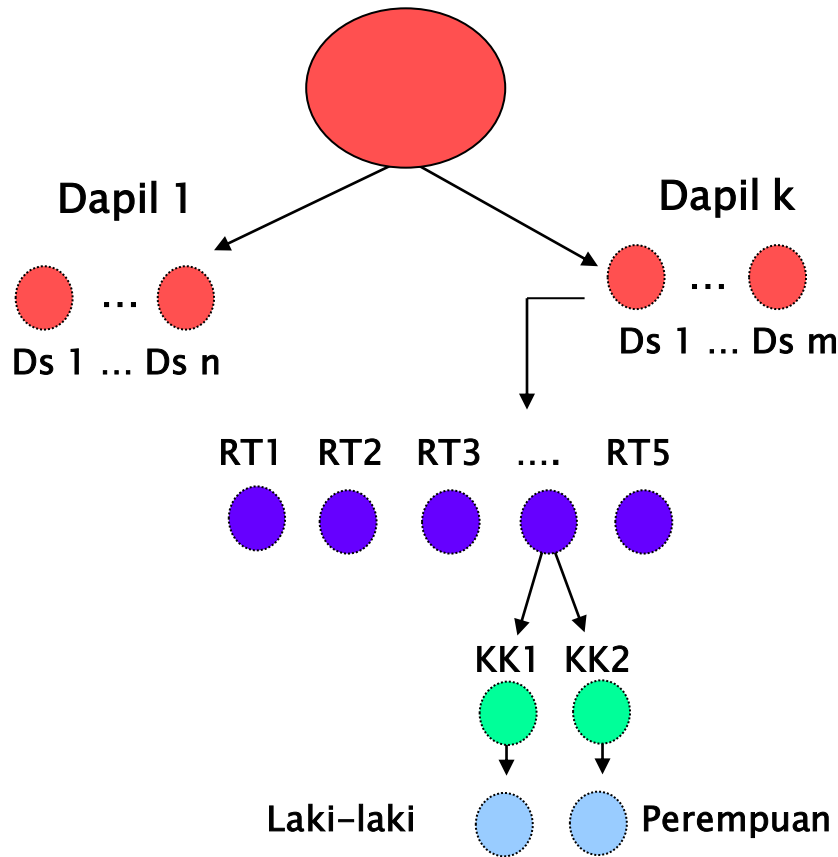 Dapil 1
Dapil k
...
...
Ds 1 ... Ds n
Ds 1 ... Ds m
RT1 RT2 RT3 .... RT5
KK1 KK2
Laki-laki
Perempuan